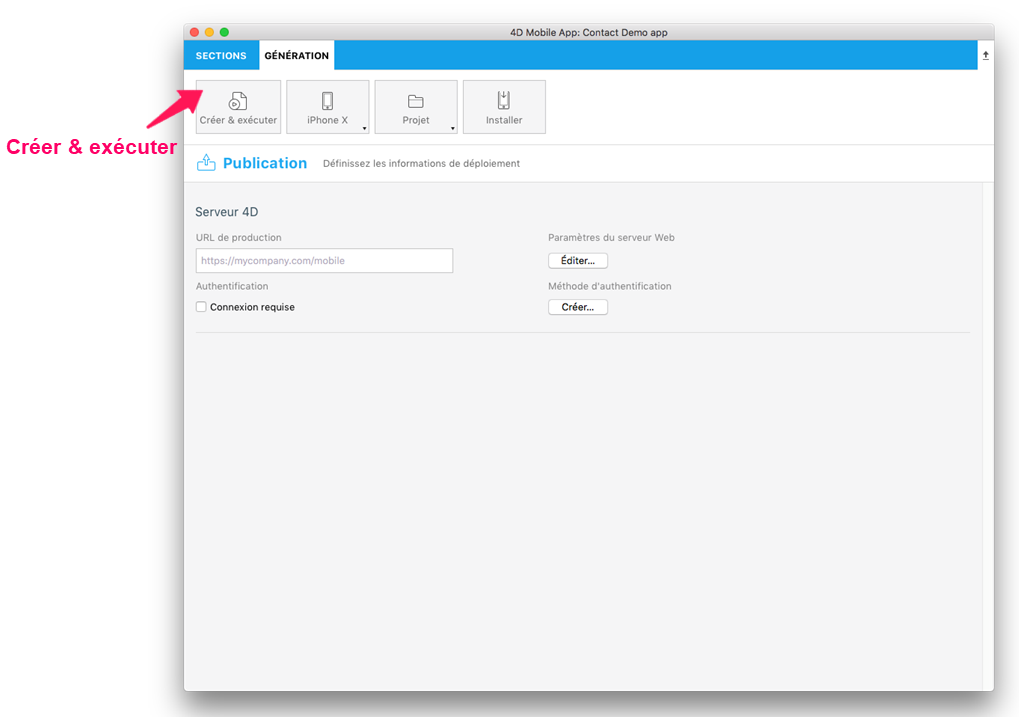 4D Mobile App: Contact Demo app
SECTIONS GÉNÉRATION
Créer & exécuter iPhone X Projet Installer
Créer & exécuter
Publication Définissez les informations de déploiement
Serveur 4D
URL de production Paramètres du serveur Web
https://mycompany.com/mobile Éditer...
Authentification Méthode d'authentification
Connexion requise Créer...